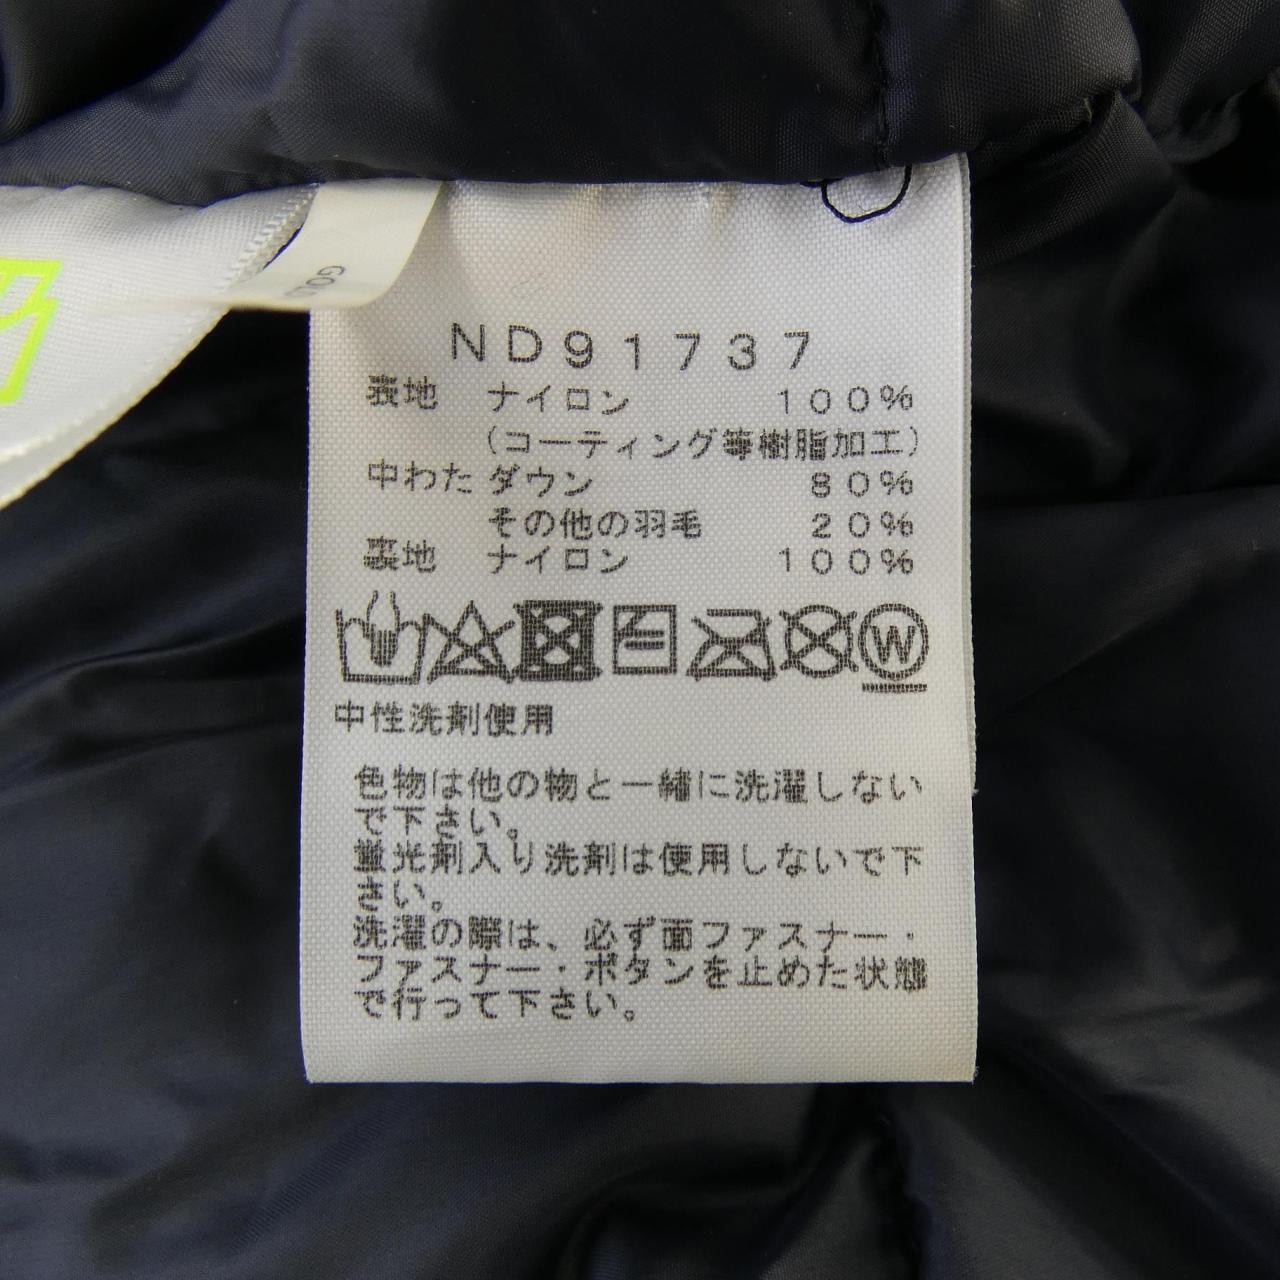 GOLD
ND91737
表地 ナイロン 100%
(コーティング等樹脂加工)
中わた ダウン 80%
その他の羽毛 20%
裏地 ナイロン 100%
W
中性洗剤使用
色物は他の物と一緒に洗濯しない
で下さい。
蛍光剤入り洗剤は使用しないで下
さい。
洗濯の際は、必ず面ファスナー・
ファスナー・ボタンを止めた状態
で行って下さい。